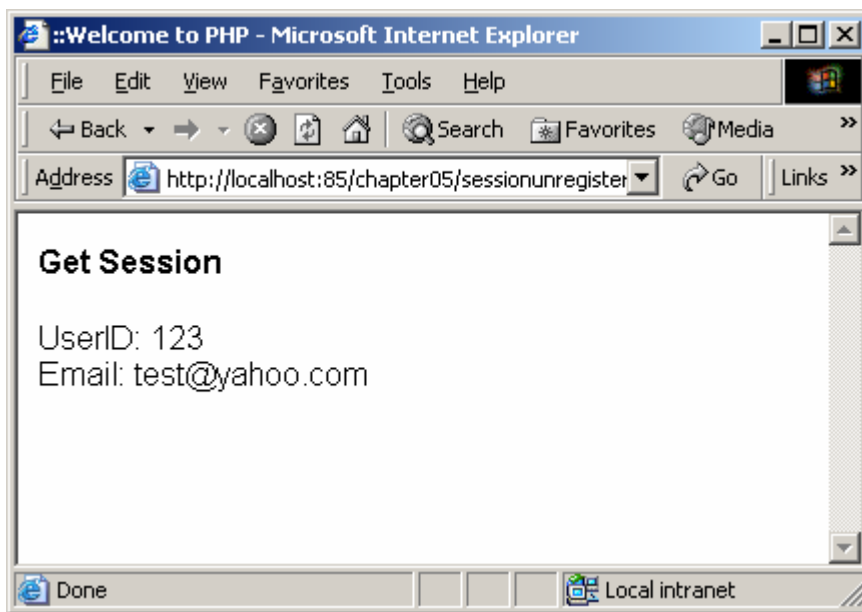 ::Welcome to PHP - Microsoft Internet Explorer
File Edit View Favorites Tools Help
Back Search Favorites Media »
Address http://localhost:85/chapter05/sessionunregister Go Links »
Get Session
UserID: 123
Email: test@yahoo.com
Done Local intranet